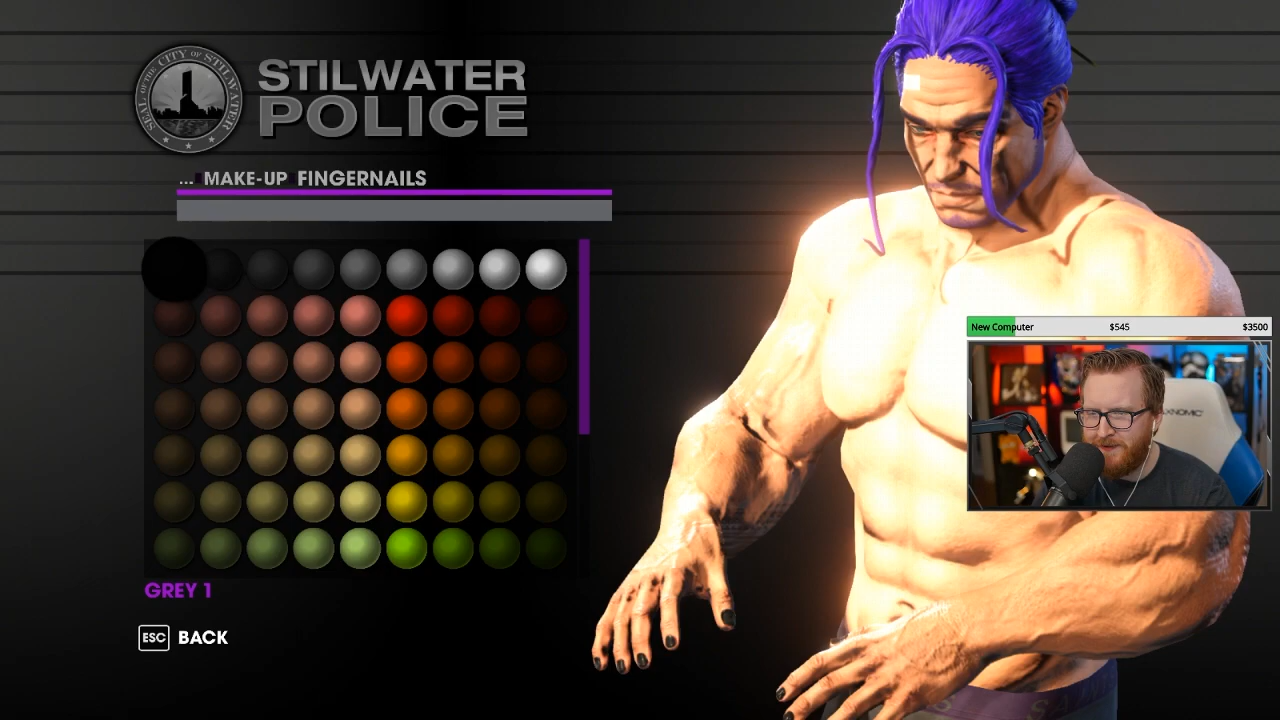 SEAL OF THE CITY OF STILWATER
STILWATER
POLICE
... MAKE-UP FINGERNAILS
New Computer $545 $3500
GREY 1
ESC BACK